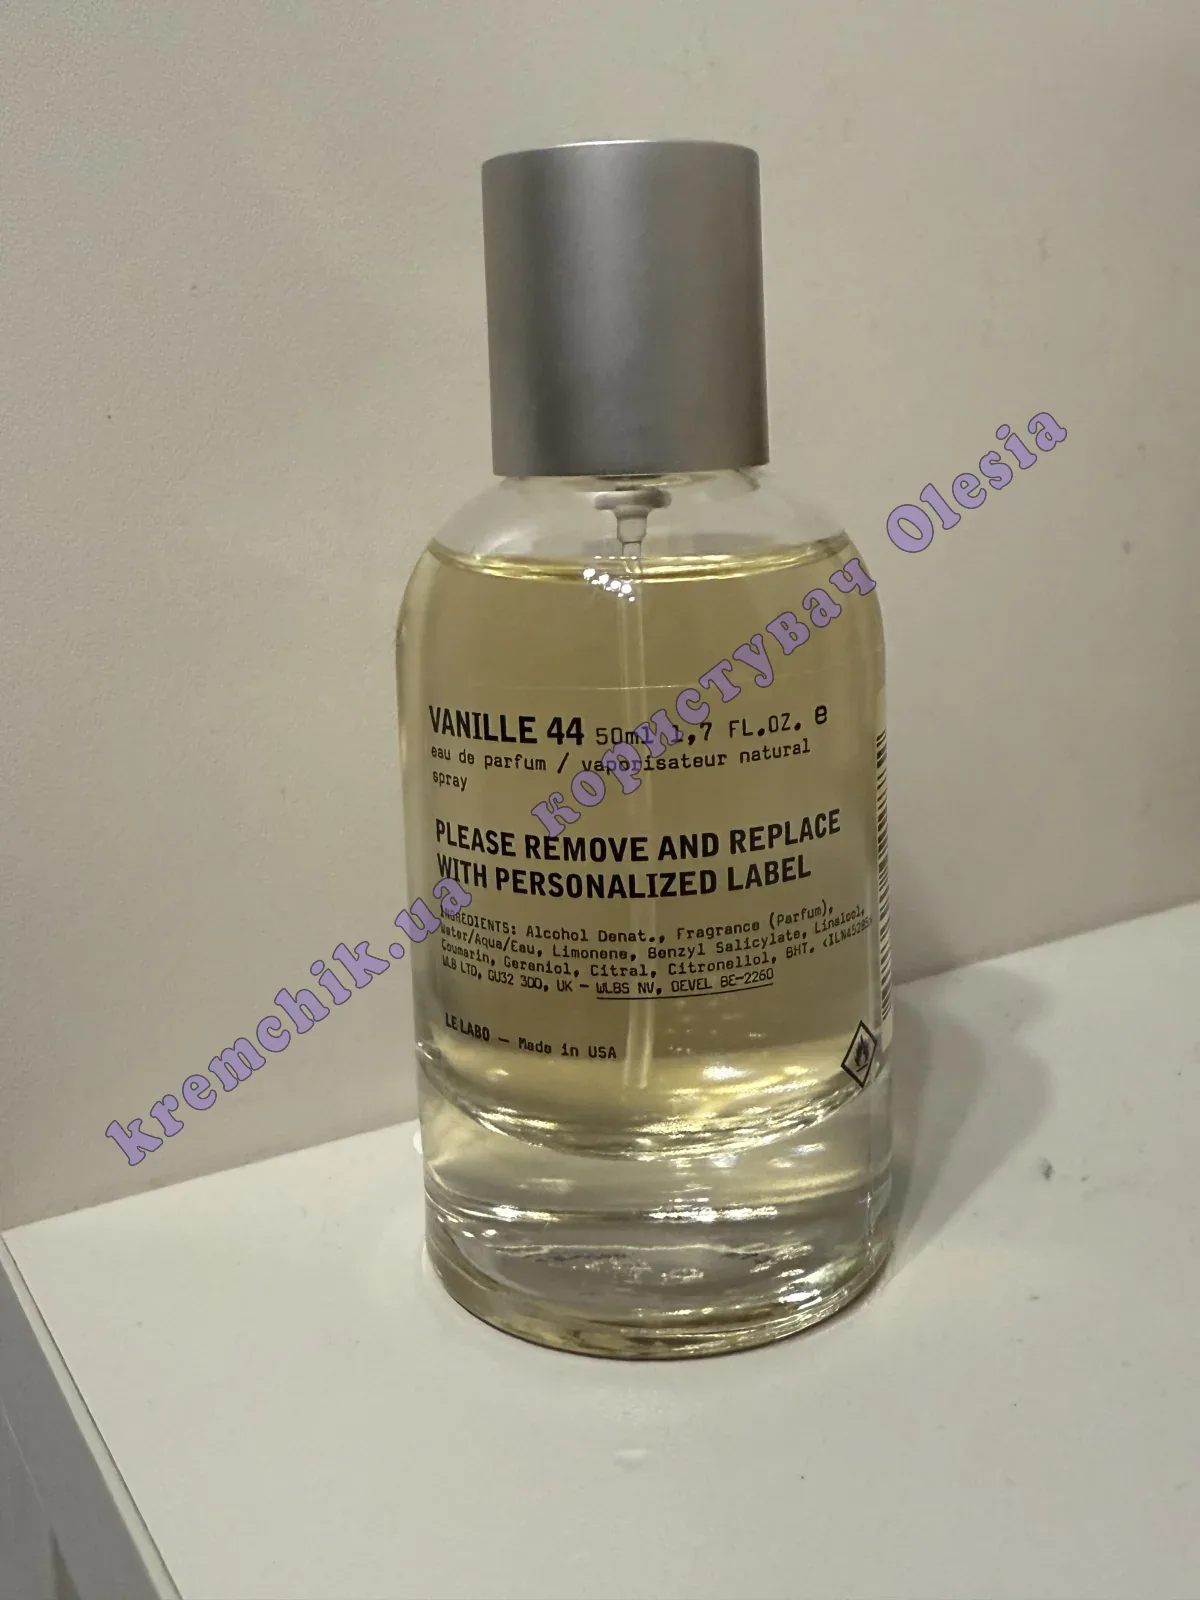 VANILLE 44 50ml 1,7 FL.OZ. e
eau de parfum / vaporisateur natural
spray
PLEASE REMOVE AND REPLACE
WITH PERSONALIZED LABEL
INGREDIENTS: Alcohol Denat., Fragrance (Parfum),
Water/Aqua/Eau, Limonene, Benzyl Salicylate, Linalool,
Coumarin, Geraniol, Citral, Citronellol, BHT. <ILN45285>
WLB LTD, GU32 3DD, UK – WLBS NV, OEVEL BE-2260
LE LABO – Made in USA
kremchik.ua користувач Olesia